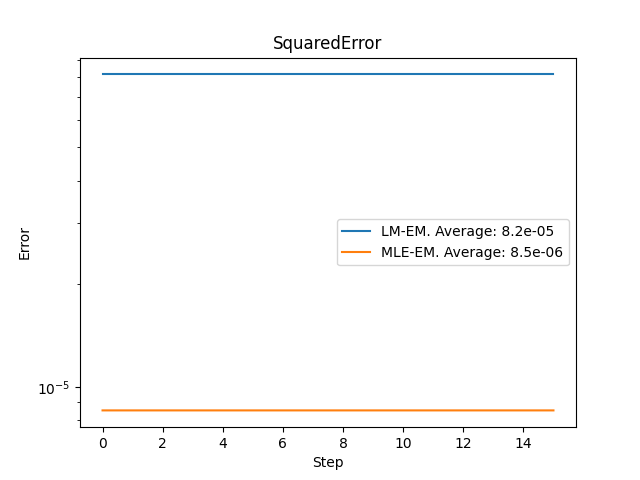 SquaredError
Error
LM-EM. Average: 8.2e-05
MLE-EM. Average: 8.5e-06
10⁻⁵
0 2 4 6 8 10 12 14
Step